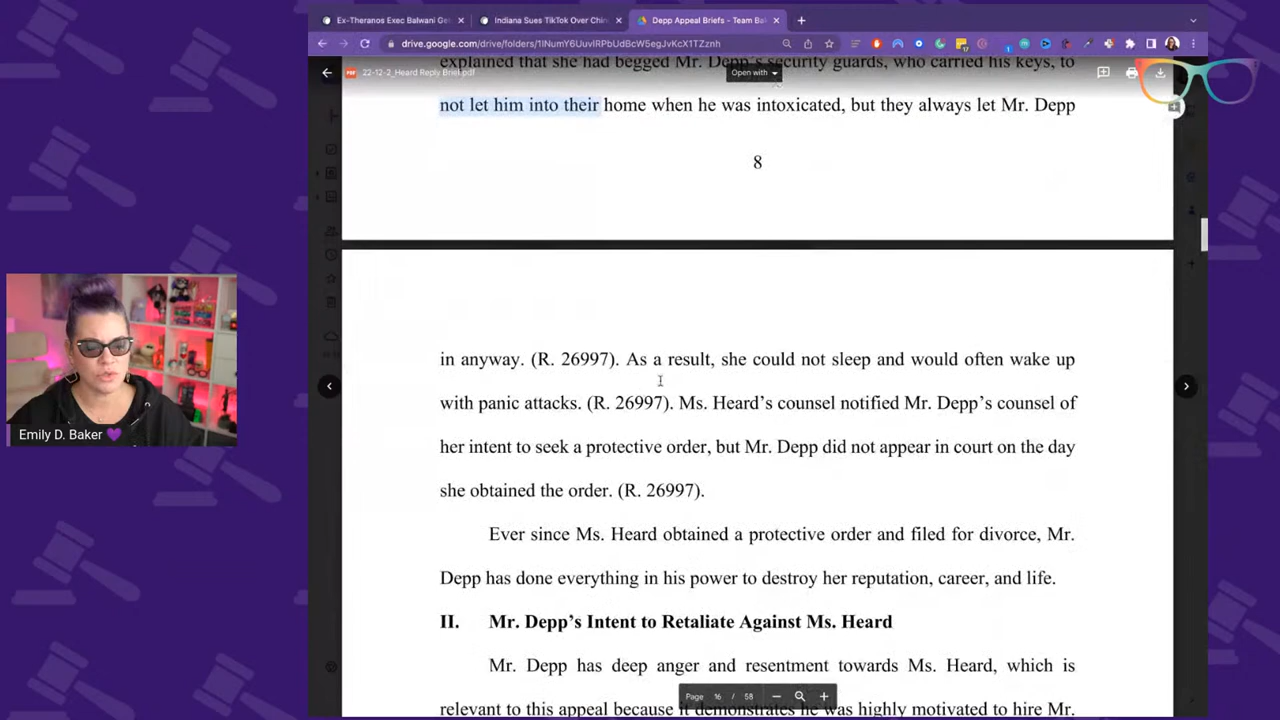 Ex-Theranos Exec Balwani Ge
Indiana Sues TikTok Over Chin
Depp Appeal Briefs - Team Ba
drive.google.com/drive/folders/1lNumY6UuvIRPbUdBcW5egJvKcX1TZznh
22-12-2_Heard Reply Brief.pdf
Open with
explained that she had begged Mr. Depp's security guards, who carried his keys, to
not let him into their home when he was intoxicated, but they always let Mr. Depp
8
in anyway. (R. 26997). As a result, she could not sleep and would often wake up
with panic attacks. (R. 26997). Ms. Heard's counsel notified Mr. Depp's counsel of
her intent to seek a protective order, but Mr. Depp did not appear in court on the day
she obtained the order. (R. 26997).
Ever since Ms. Heard obtained a protective order and filed for divorce, Mr.
Depp has done everything in his power to destroy her reputation, career, and life.
II. Mr. Depp's Intent to Retaliate Against Ms. Heard
Mr. Depp has deep anger and resentment towards Ms. Heard, which is
relevant to this appeal because it demonstrates he was highly motivated to hire Mr.
Page 16 / 58
Emily D. Baker 💜